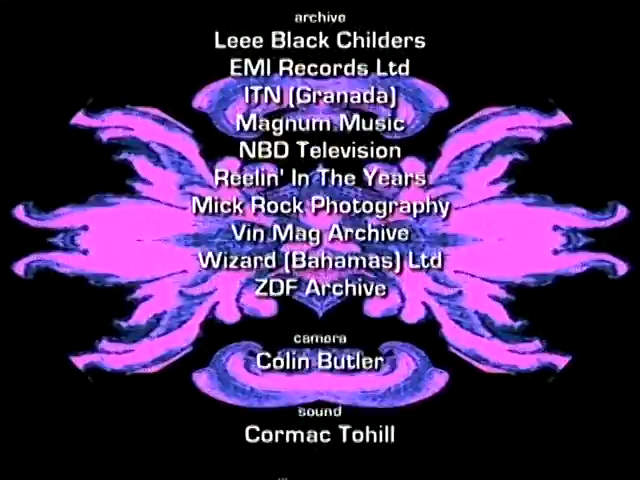 archive
Leee Black Childers
EMI Records Ltd
ITN (Granada)
Magnum Music
NBD Television
Reelin' In The Years
Mick Rock Photography
Vin Mag Archive
Wizard (Bahamas) Ltd
ZDF Archive
camera
Colin Butler
sound
Cormac Tohill